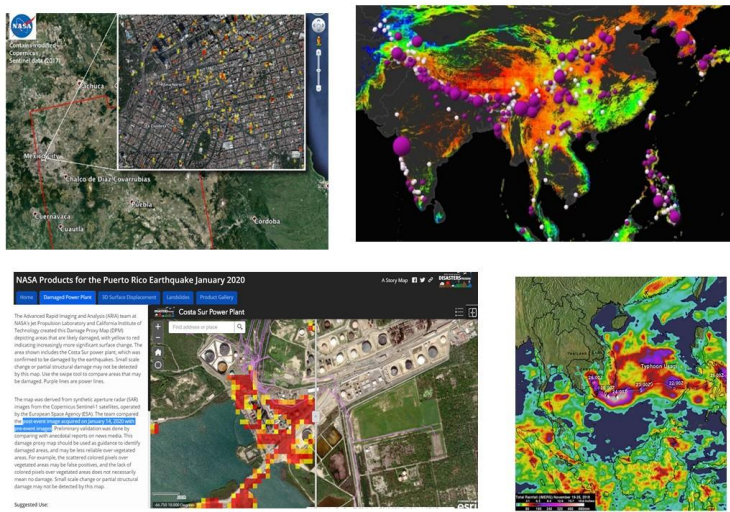 NASA
Contains modified
Copernicus
Sentinel data (2017)
Pachuca
Mexico City
Chalco de Díaz Covarrubias
Puebla
Cuernavaca
Cuautla
Córdoba
NASA Products for the Puerto Rico Earthquake January 2020
A Story Map
DISASTERS
Home
Damaged Power Plant
3D Surface Displacement
Landslides
Product Gallery
Costa Sur Power Plant
Find address or place
The Advanced Rapid Imaging and Analysis (ARIA) team at
NASA's Jet Propulsion Laboratory and California Institute of
Technology created this Damage Proxy Map (DPM)
depicting areas that are likely damaged, with yellow to red
indicating increasingly more significant surface change. The
area shown includes the Costa Sur power plant, which was
confirmed to be damaged by the earthquakes. Small scale
change or partial structural damage may not be detected
by this map. Use the swipe tool to compare areas that may
be damaged. Purple lines are power lines.
The map was derived from synthetic aperture radar (SAR)
images from the Copernicus Sentinel-1 satellites, operated
by the European Space Agency (ESA). The team compared
the post-event image acquired on January 14, 2020 with
pre-event images. Preliminary validation was done by
comparing with anecdotal reports on news media. This
damage proxy map should be used as guidance to identify
damaged areas, and may be less reliable over vegetated
areas. For example, the scattered colored pixels over
vegetated areas may be false positives, and the lack of
colored pixels over vegetated areas does not necessarily
mean no damage. Small scale change or partial structural
damage may not be detected by this map.
Suggested Use:
esri
Typhoon Usagi
Total Rainfall (IMERG) November 18-26, 2018